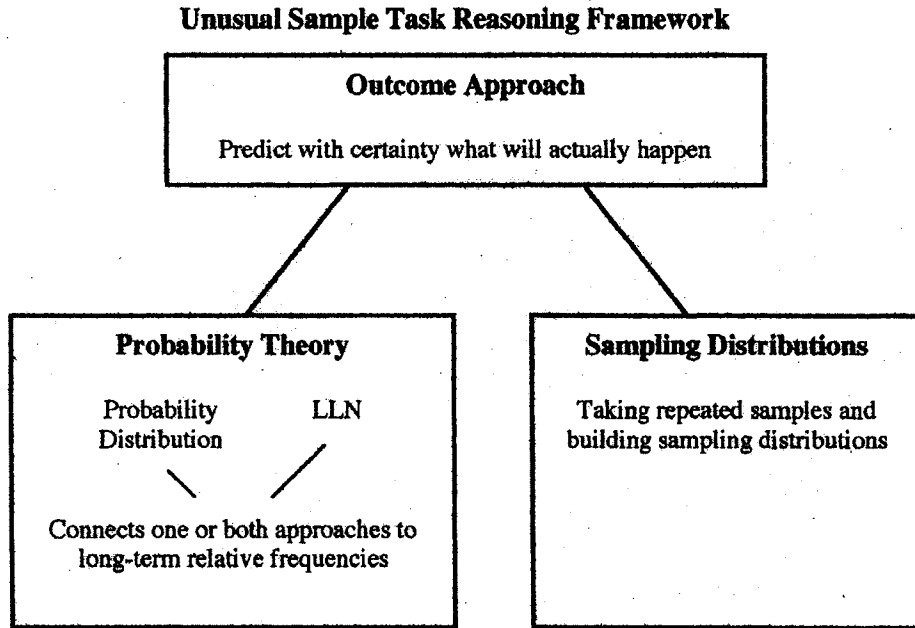 Unusual Sample Task Reasoning Framework
Outcome Approach
Predict with certainty what will actually happen
Probability Theory
Probability
Distribution
LLN
Connects one or both approaches to
long-term relative frequencies
Sampling Distributions
Taking repeated samples and
building sampling distributions